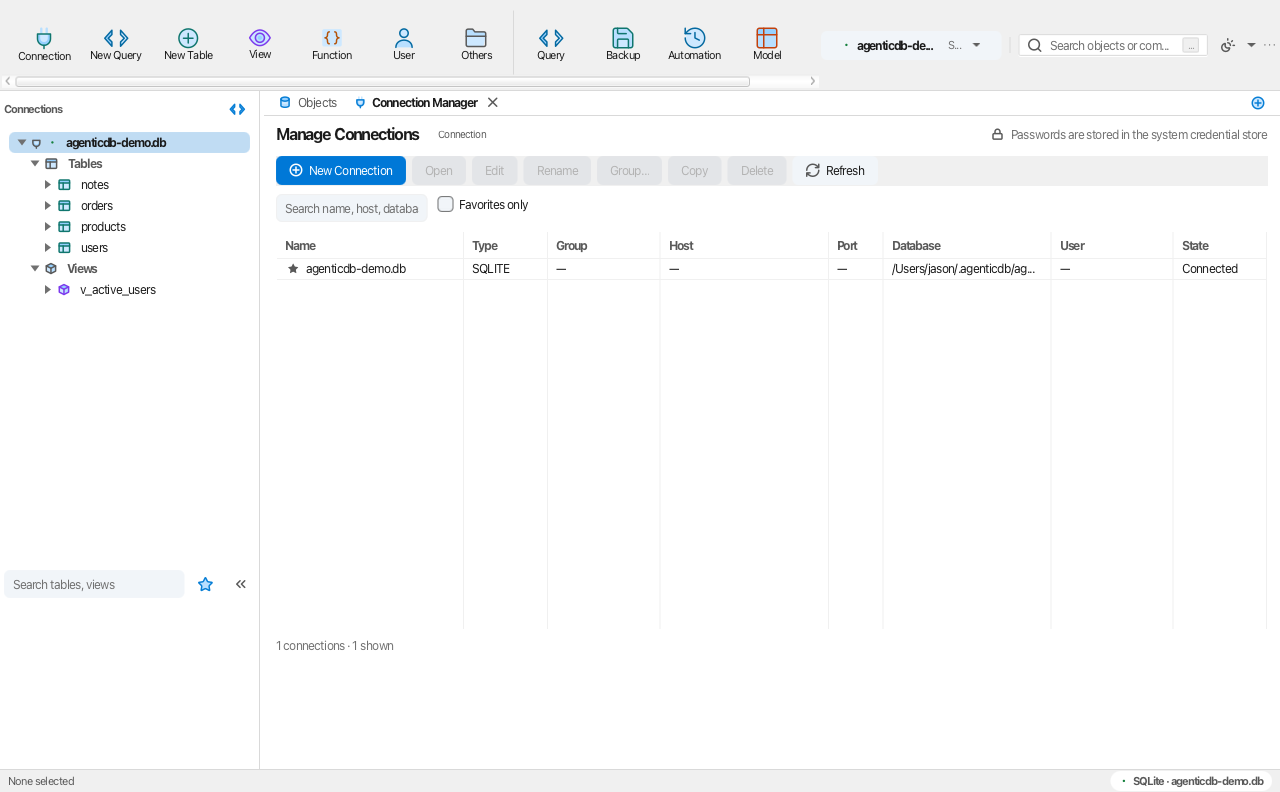 Connection
New Query
New Table
View
Function
User
Others
Query
Backup
Automation
Model
agenticdb-de...
S...
Search objects or com...
...
Connections
agenticdb-demo.db
Tables
notes
orders
products
users
Views
v_active_users
Search tables, views
Objects
Connection Manager
Manage Connections
Connection
Passwords are stored in the system credential store
New Connection
Open
Edit
Rename
Group...
Copy
Delete
Refresh
Search name, host, databa
Favorites only
Name Type Group Host Port Database User State
agenticdb-demo.db SQLITE — — — /Users/jason/.agenticdb/ag... — Connected
1 connections · 1 shown
None selected
SQLite · agenticdb-demo.db